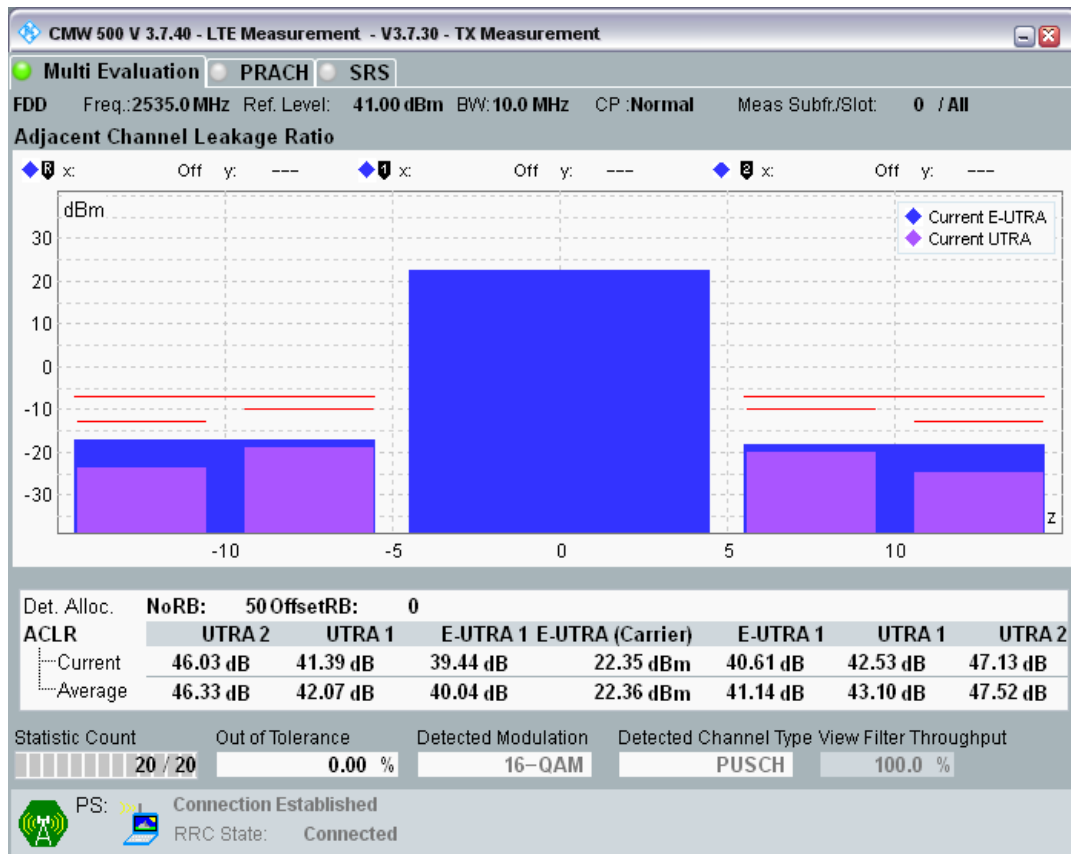 CMW 500 V 3.7.40 - LTE Measurement - V3.7.30 - TX Measurement
Multi Evaluation PRACH SRS
FDD Freq.:2535.0 MHz Ref. Level: 41.00 dBm BW:10.0 MHz CP :Normal Meas Subfr./Slot: 0 / All
Adjacent Channel Leakage Ratio
R x: Off y: --- 1 x: Off y: --- 2 x: Off y: ---
dBm
Current E-UTRA
Current UTRA
30
20
10
0
-10
-20
-30
z
-10 -5 0 5 10
Det. Alloc. NoRB: 50 OffsetRB: 0
ACLR UTRA 2 UTRA 1 E-UTRA 1 E-UTRA (Carrier) E-UTRA 1 UTRA 1 UTRA 2
Current 46.03 dB 41.39 dB 39.44 dB 22.35 dBm 40.61 dB 42.53 dB 47.13 dB
Average 46.33 dB 42.07 dB 40.04 dB 22.36 dBm 41.14 dB 43.10 dB 47.52 dB
Statistic Count Out of Tolerance Detected Modulation Detected Channel Type View Filter Throughput
20 / 20 0.00 % 16-QAM PUSCH 100.0 %
PS: Connection Established
RRC State: Connected